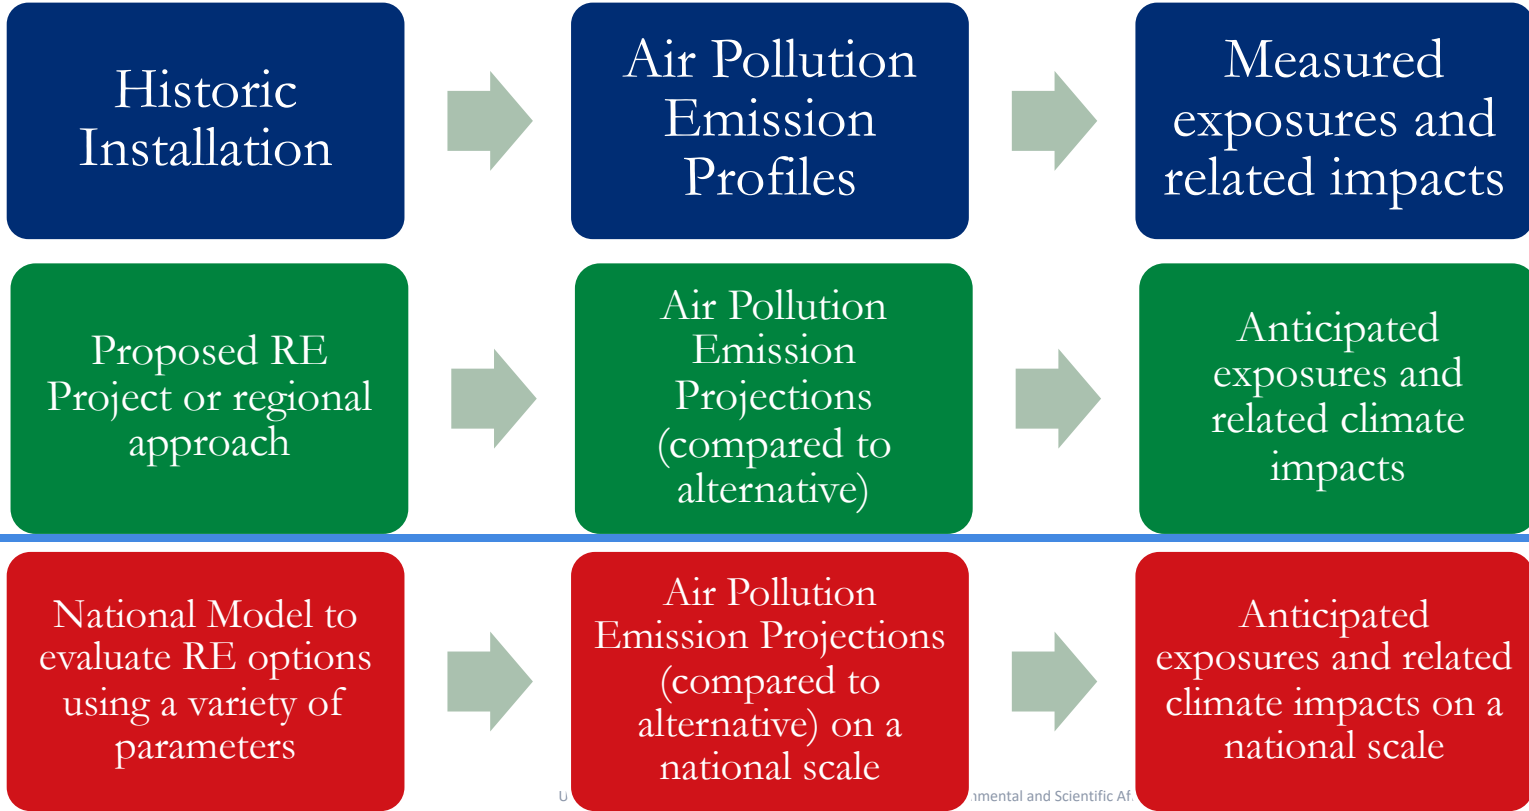 Historic
Installation
Air Pollution
Emission
Profiles
Measured
exposures and
related impacts
Proposed RE
Project or regional
approach
Air Pollution
Emission
Projections
(compared to
alternative)
Anticipated
exposures and
related climate
impacts
National Model to
evaluate RE options
using a variety of
parameters
Air Pollution
Emission Projections
(compared to
alternative) on a
national scale
Anticipated
exposures and related
climate impacts on a
national scale
and Scientific